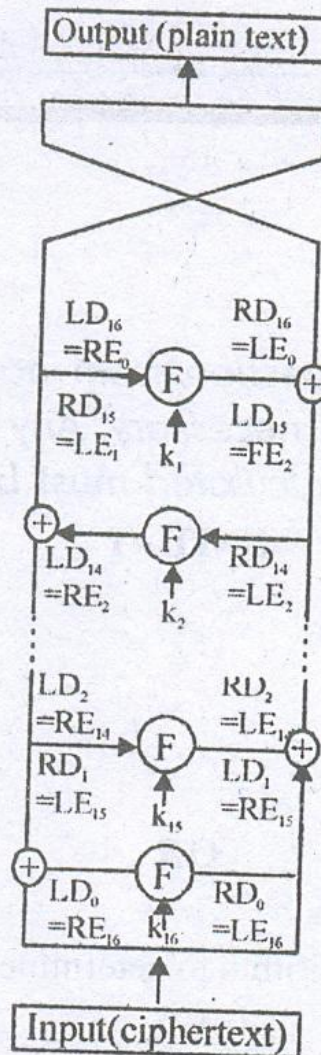 Output (plain text)
LD₁₆ RD₁₆
=RE₀ =LE₀
F +
RD₁₅ LD₁₅
=LE₁ k₁ =FE₂
+ F
LD₁₄ RD₁₄
=RE₂ k₂ =LE₂
LD₂ RD₂
=RE₁₄ =LE₁₄
F +
RD₁ LD₁
=LE₁₅ k₁₅ =RE₁₅
+ F
LD₀ RD₀
=RE₁₆ k₁₆ =LE₁₆
Input(ciphertext)